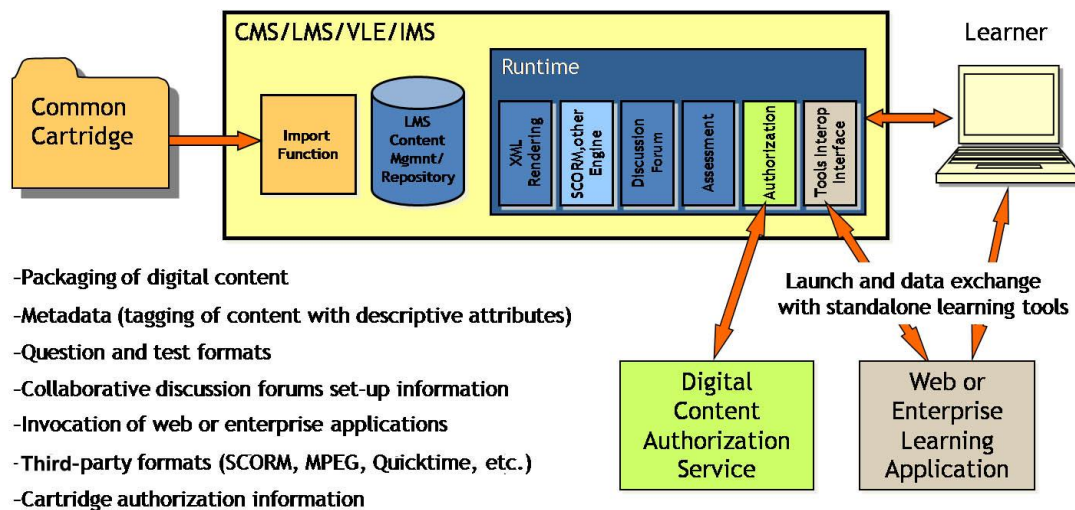 CMS/LMS/VLE/IMS
Learner
Common
Cartridge
Import
Function
LMS
Content
Mgmnt/
Repository
Runtime
XML
Rendering
SCORM,other
Engine
Discussion
Forum
Assessment
Authorization
Tools Interop
Interface
-Packaging of digital content
-Metadata (tagging of content with descriptive attributes)
-Question and test formats
-Collaborative discussion forums set-up information
-Invocation of web or enterprise applications
-Third-party formats (SCORM, MPEG, Quicktime, etc.)
-Cartridge authorization information
Launch and data exchange
with standalone learning tools
Digital
Content
Authorization
Service
Web or
Enterprise
Learning
Application